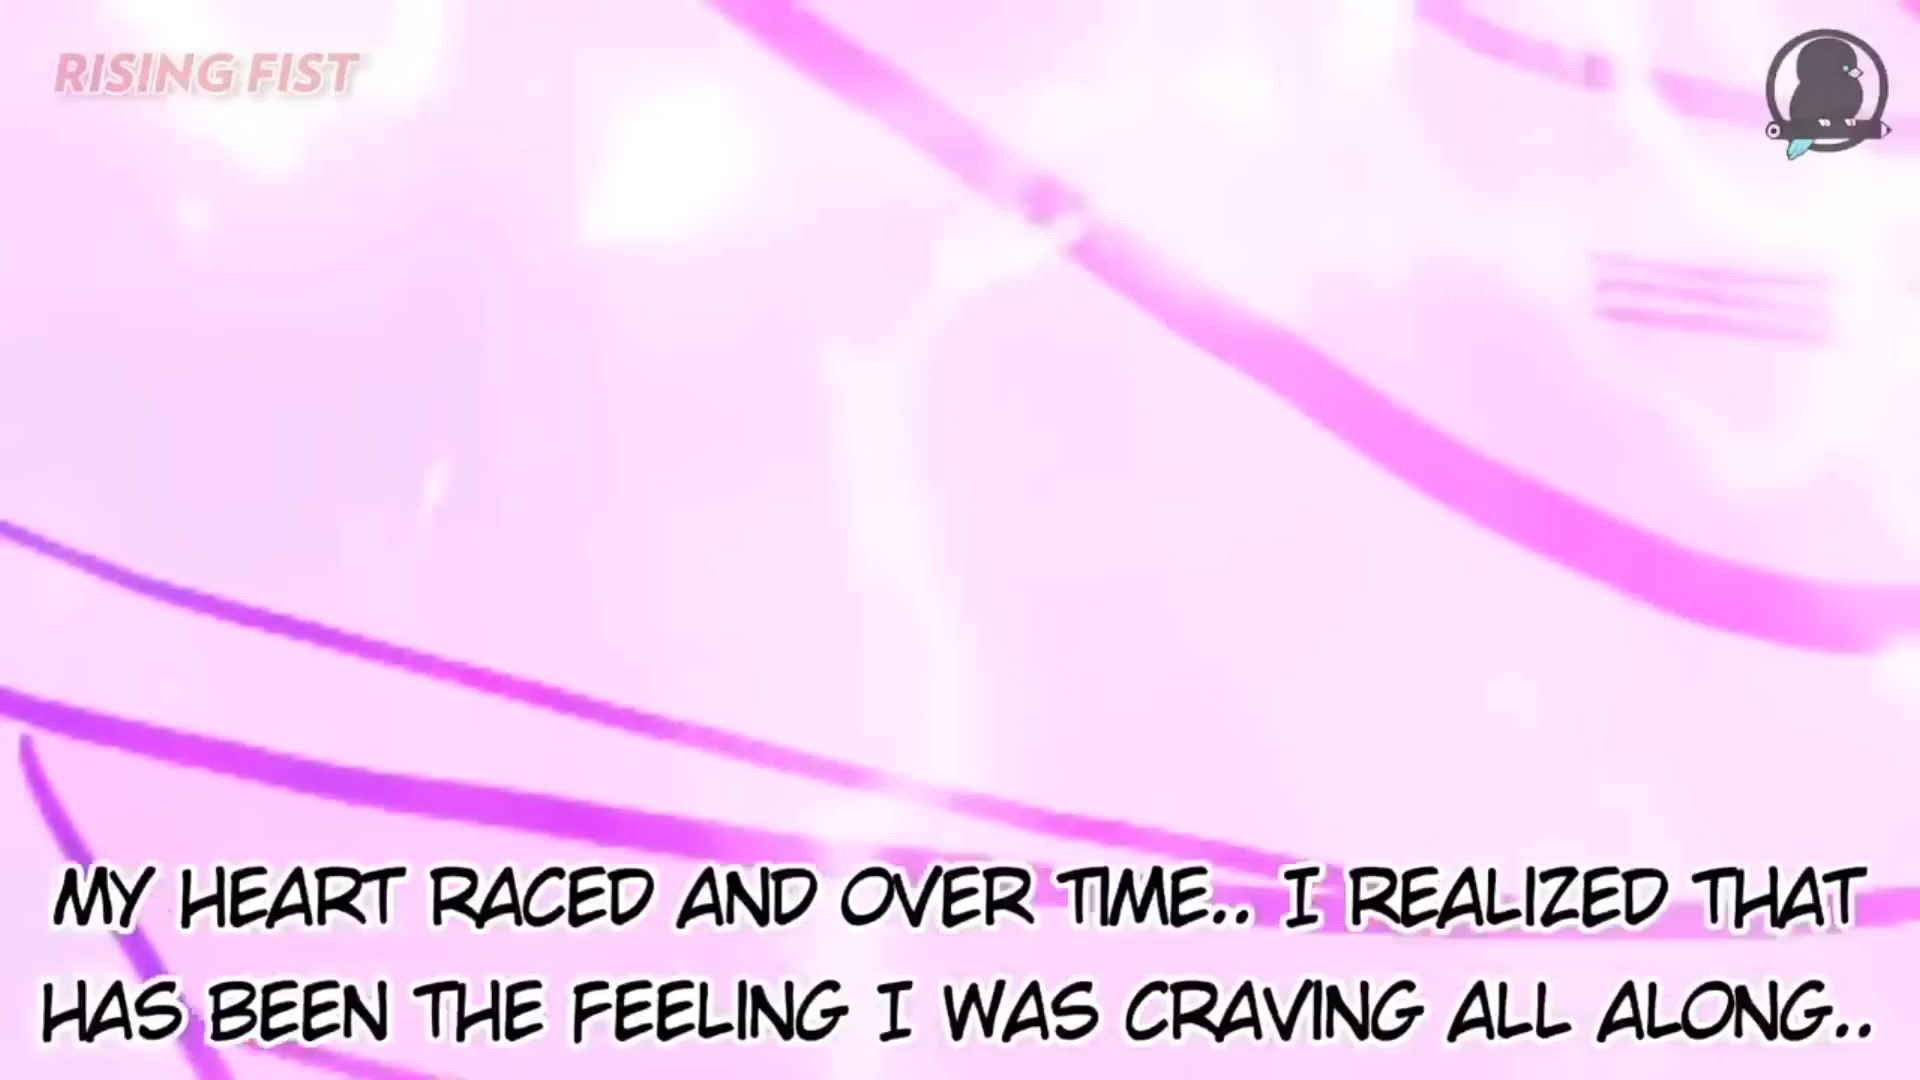 RISING FIST
MY HEART RACED AND OVER TIME.. I REALIZED THAT
HAS BEEN THE FEELING I WAS CRAVING ALL ALONG..